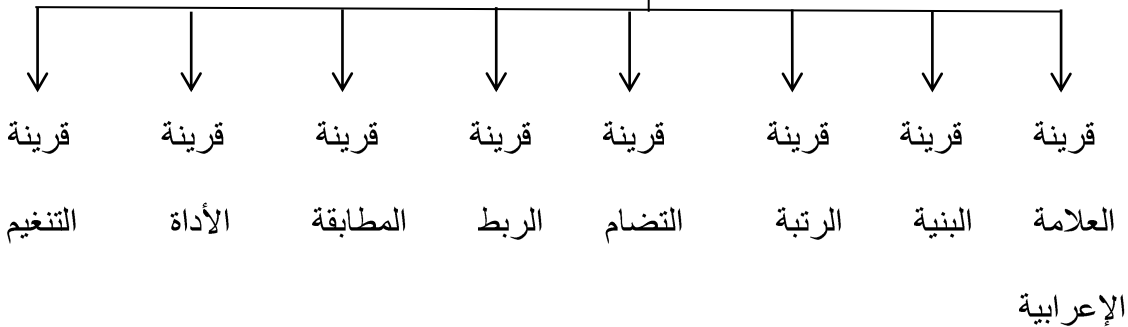 قرينة قرينة قرينة قرينة قرينة قرينة قرينة قرينة
العلامة البنية الرتبة التضام الربط المطابقة الأداة التنغيم
الإعرابية